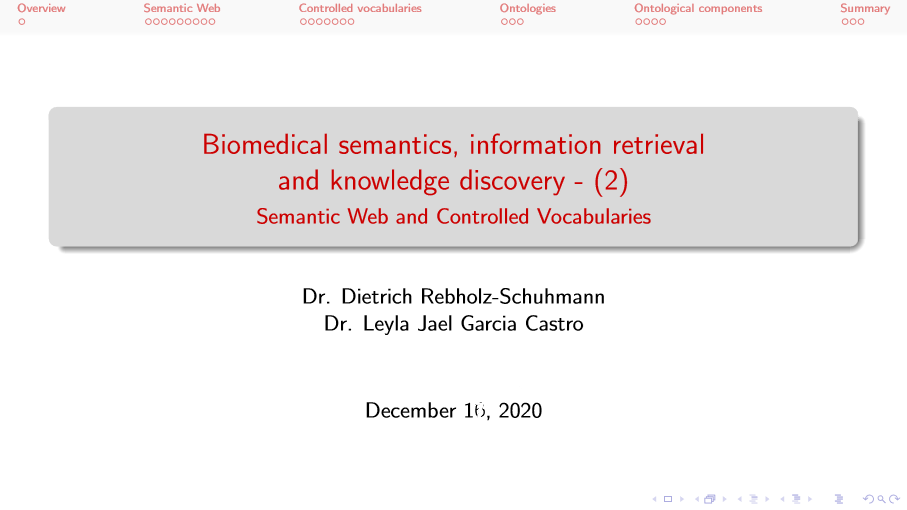 Overview Semantic Web Controlled vocabularies Ontologies Ontological components Summary
Biomedical semantics, information retrieval
and knowledge discovery - (2)
Semantic Web and Controlled Vocabularies
Dr. Dietrich Rebholz-Schuhmann
Dr. Leyla Jael Garcia Castro
December 16, 2020